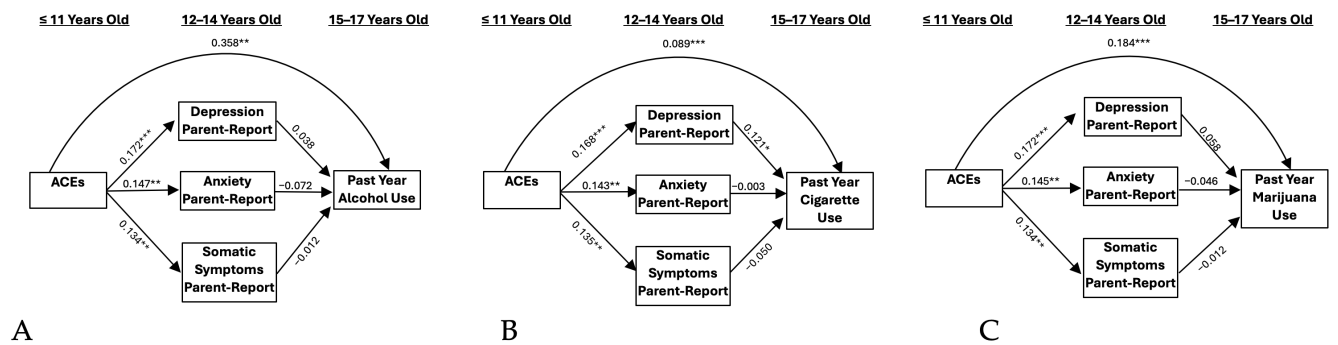 ≤ 11 Years Old 12–14 Years Old 15–17 Years Old
0.358**
Depression
Parent-Report
0.172***
0.038
ACEs
0.147**
Anxiety
Parent-Report
−0.072
Past Year
Alcohol Use
0.134**
Somatic
Symptoms
Parent-Report
−0.012
A
≤ 11 Years Old 12–14 Years Old 15–17 Years Old
0.089***
Depression
Parent-Report
0.168***
0.121*
ACEs
0.143**
Anxiety
Parent-Report
−0.003
Past Year
Cigarette
Use
0.135**
Somatic
Symptoms
Parent-Report
−0.050
B
≤ 11 Years Old 12–14 Years Old 15–17 Years Old
0.184***
Depression
Parent-Report
0.172***
0.058
ACEs
0.145**
Anxiety
Parent-Report
−0.046
Past Year
Marijuana
Use
0.134**
Somatic
Symptoms
Parent-Report
−0.012
C